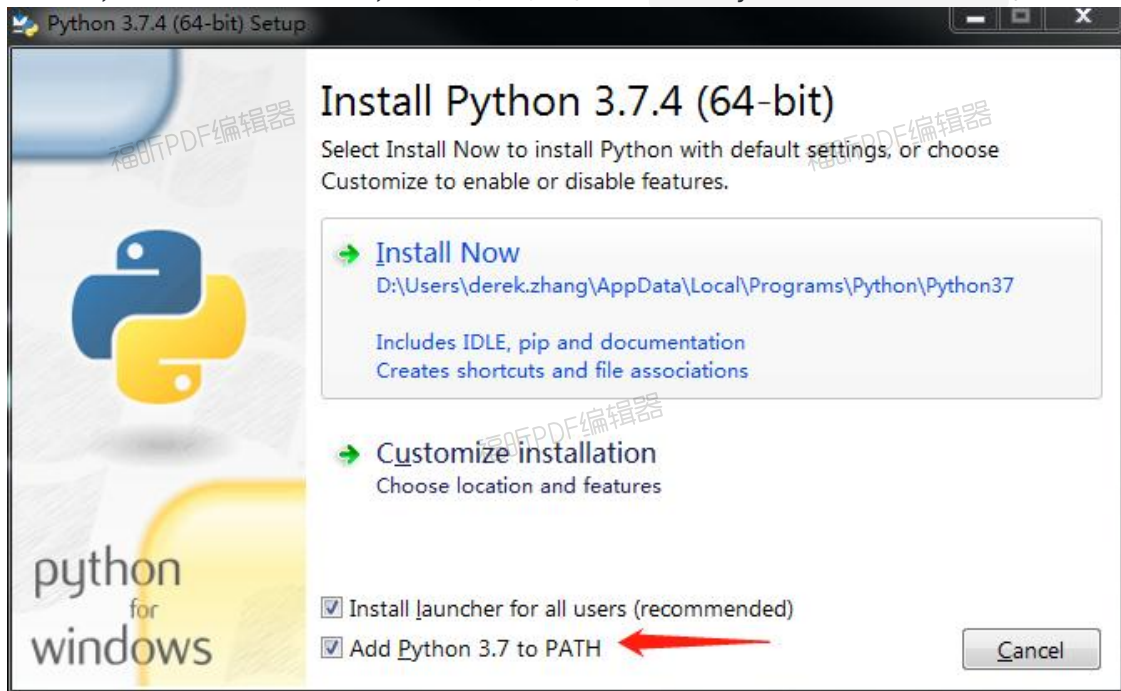 Python 3.7.4 (64-bit) Setup
Install Python 3.7.4 (64-bit)
Select Install Now to install Python with default settings, or choose
Customize to enable or disable features.
Install Now
D:\Users\derek.zhang\AppData\Local\Programs\Python\Python37
Includes IDLE, pip and documentation
Creates shortcuts and file associations
Customize installation
Choose location and features
Install launcher for all users (recommended)
Add Python 3.7 to PATH
Cancel
python
for
windows
福昕PDF编辑器
福昕PDF编辑器
福昕PDF编辑器